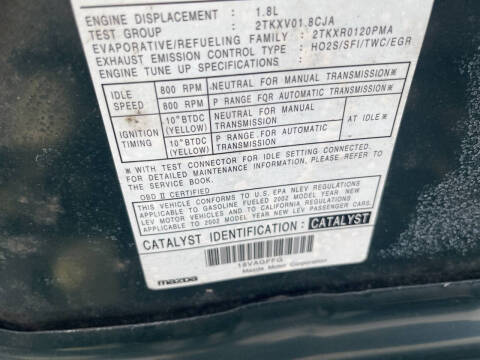 ENGINE DISPLACEMENT : 1.8L
TEST GROUP : 2TKXV01.8CJA
EVAPORATIVE/REFUELING FAMILY : 2TKXR0120PMA
EXHAUST EMISSION CONTROL TYPE : HO2S/SFI/TWC/EGR
ENGINE TUNE UP SPECIFICATIONS :
IDLE SPEED 800 RPM NEUTRAL FOR MANUAL TRANSMISSION※
800 RPM P RANGE FOR AUTOMATIC TRANSMISSION※
IGNITION TIMING 10°BTDC (YELLOW) NEUTRAL FOR MANUAL TRANSMISSION AT IDLE※
10°BTDC (YELLOW) P RANGE FOR AUTOMATIC TRANSMISSION
※ WITH TEST CONNECTOR FOR IDLE SETTING CONNECTED.
FOR DETAILED MAINTENANCE AND REPAIR, REFER TO
THE SERVICE BOOK.
OBD II CERTIFIED
THIS VEHICLE CONFORMS TO U.S. EPA NLEV REGULATIONS
APPLICABLE TO GASOLINE FUELED 2002 MODEL YEAR NEW
LEV MOTOR VEHICLES AND TO CALIFORNIA REGULATIONS
APPLICABLE TO 2002 MODEL YEAR NEW LEV PASSENGER CARS.
CATALYST IDENTIFICATION: CATALYST
mazda Mazda Motor Corporation